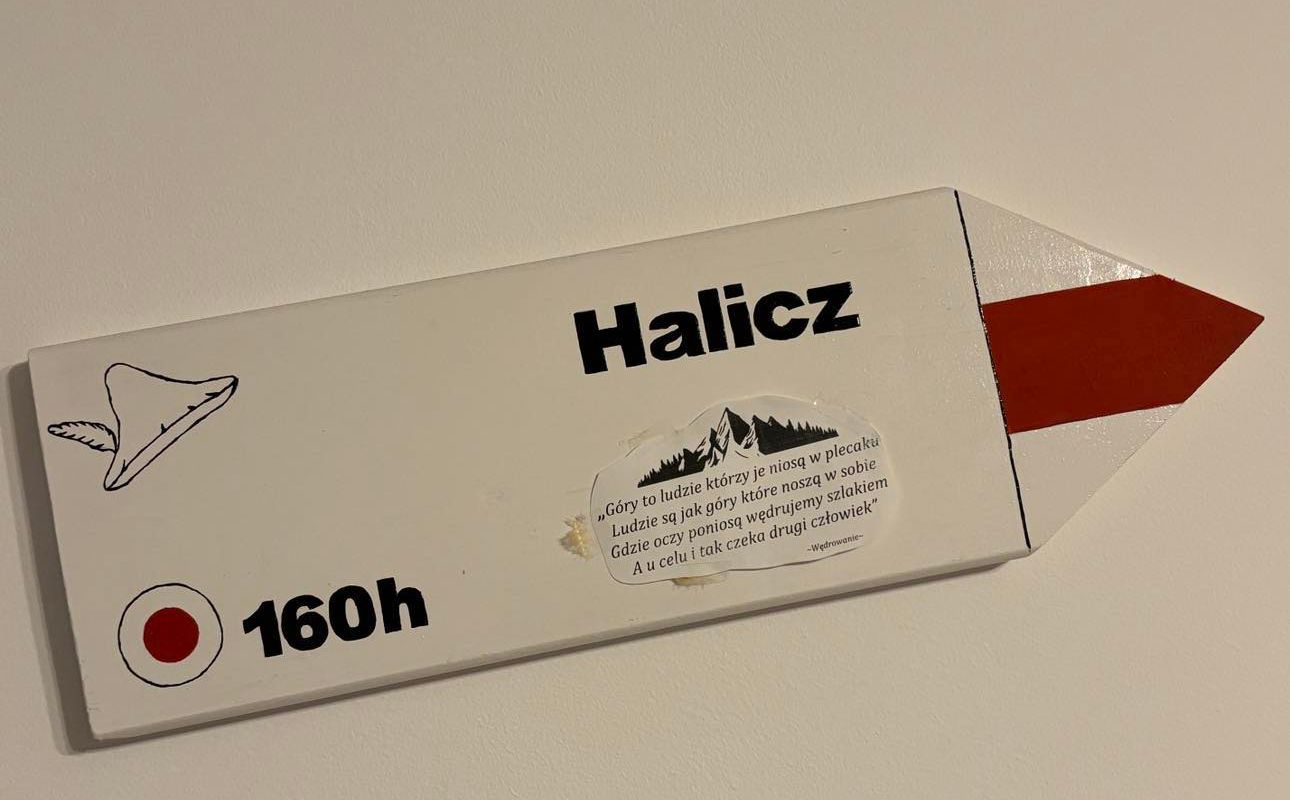 Halicz
„Góry to ludzie którzy je niosą w plecaku
Ludzie są jak góry które noszą w sobie
Gdzie oczy poniosą wędrujemy szlakiem
A u celu i tak czeka drugi człowiek”
~Wędrowanie~
160h